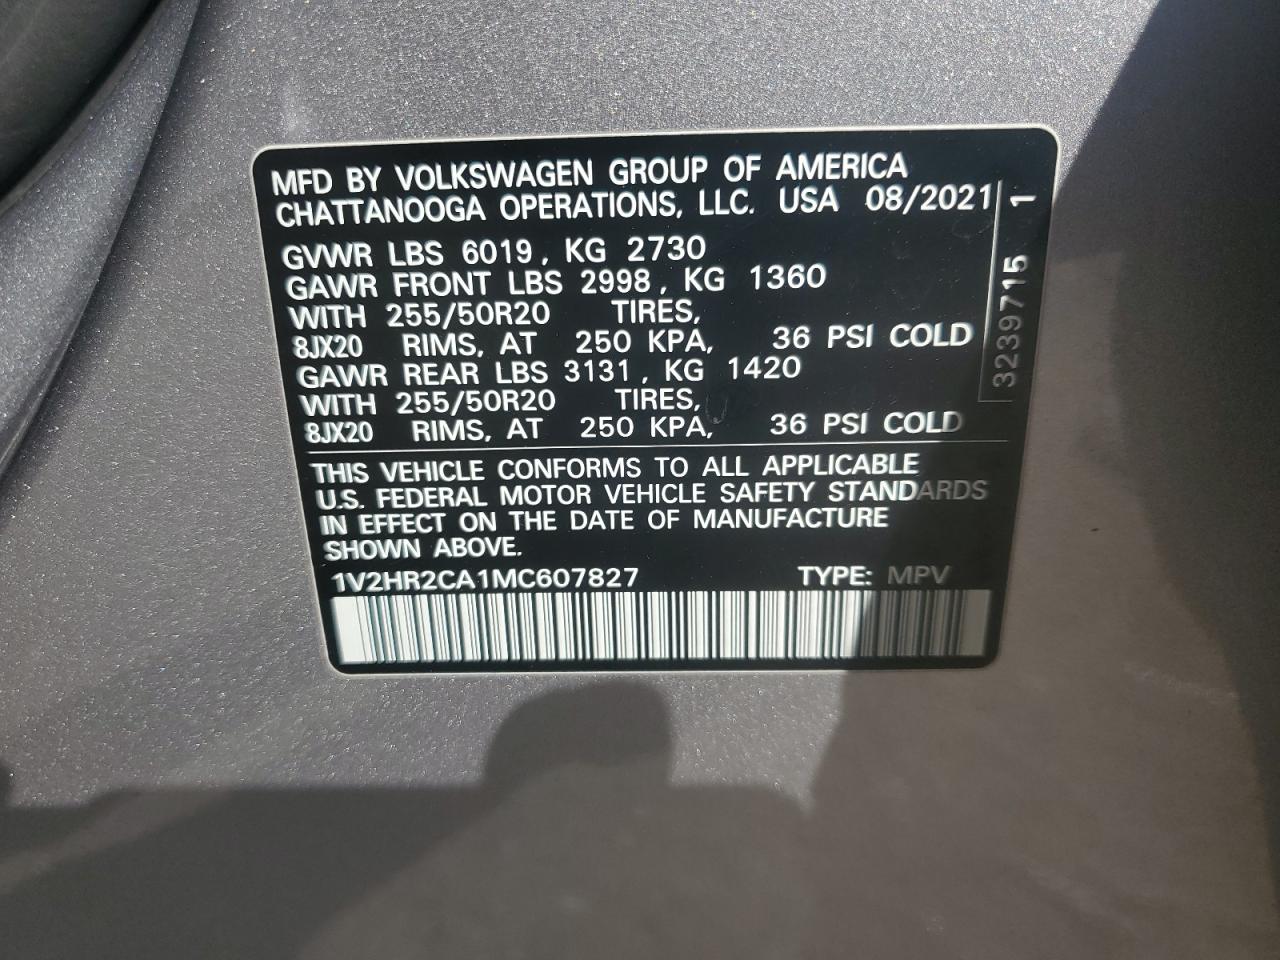 MFD BY VOLKSWAGEN GROUP OF AMERICA
CHATTANOOGA OPERATIONS, LLC. USA 08/2021
GVWR LBS 6019, KG 2730
GAWR FRONT LBS 2998, KG 1360
WITH 255/50R20 TIRES,
8JX20 RIMS, AT 250 KPA, 36 PSI COLD
GAWR REAR LBS 3131, KG 1420
WITH 255/50R20 TIRES,
8JX20 RIMS, AT 250 KPA, 36 PSI COLD
THIS VEHICLE CONFORMS TO ALL APPLICABLE
U.S. FEDERAL MOTOR VEHICLE SAFETY STANDARDS
IN EFFECT ON THE DATE OF MANUFACTURE
SHOWN ABOVE.
1V2HR2CA1MC607827 TYPE: MPV
3239715 1